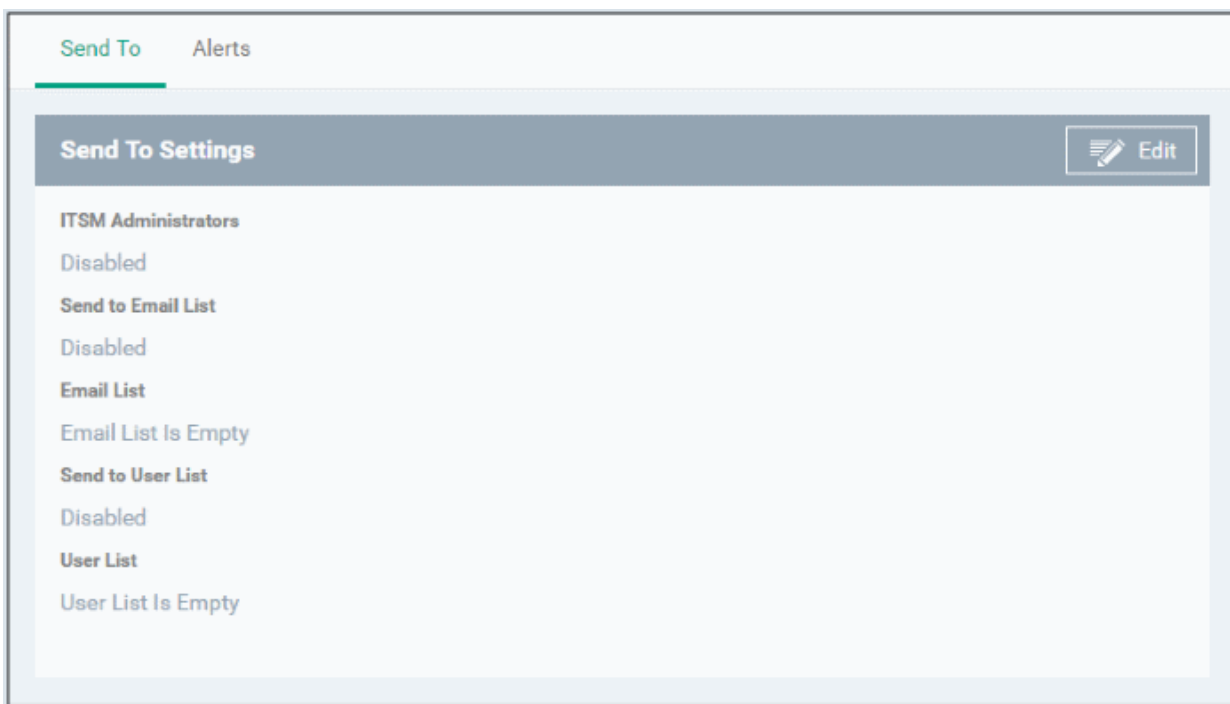 Send To Alerts
Send To Settings Edit
ITSM Administrators
Disabled
Send to Email List
Disabled
Email List
Email List Is Empty
Send to User List
Disabled
User List
User List Is Empty